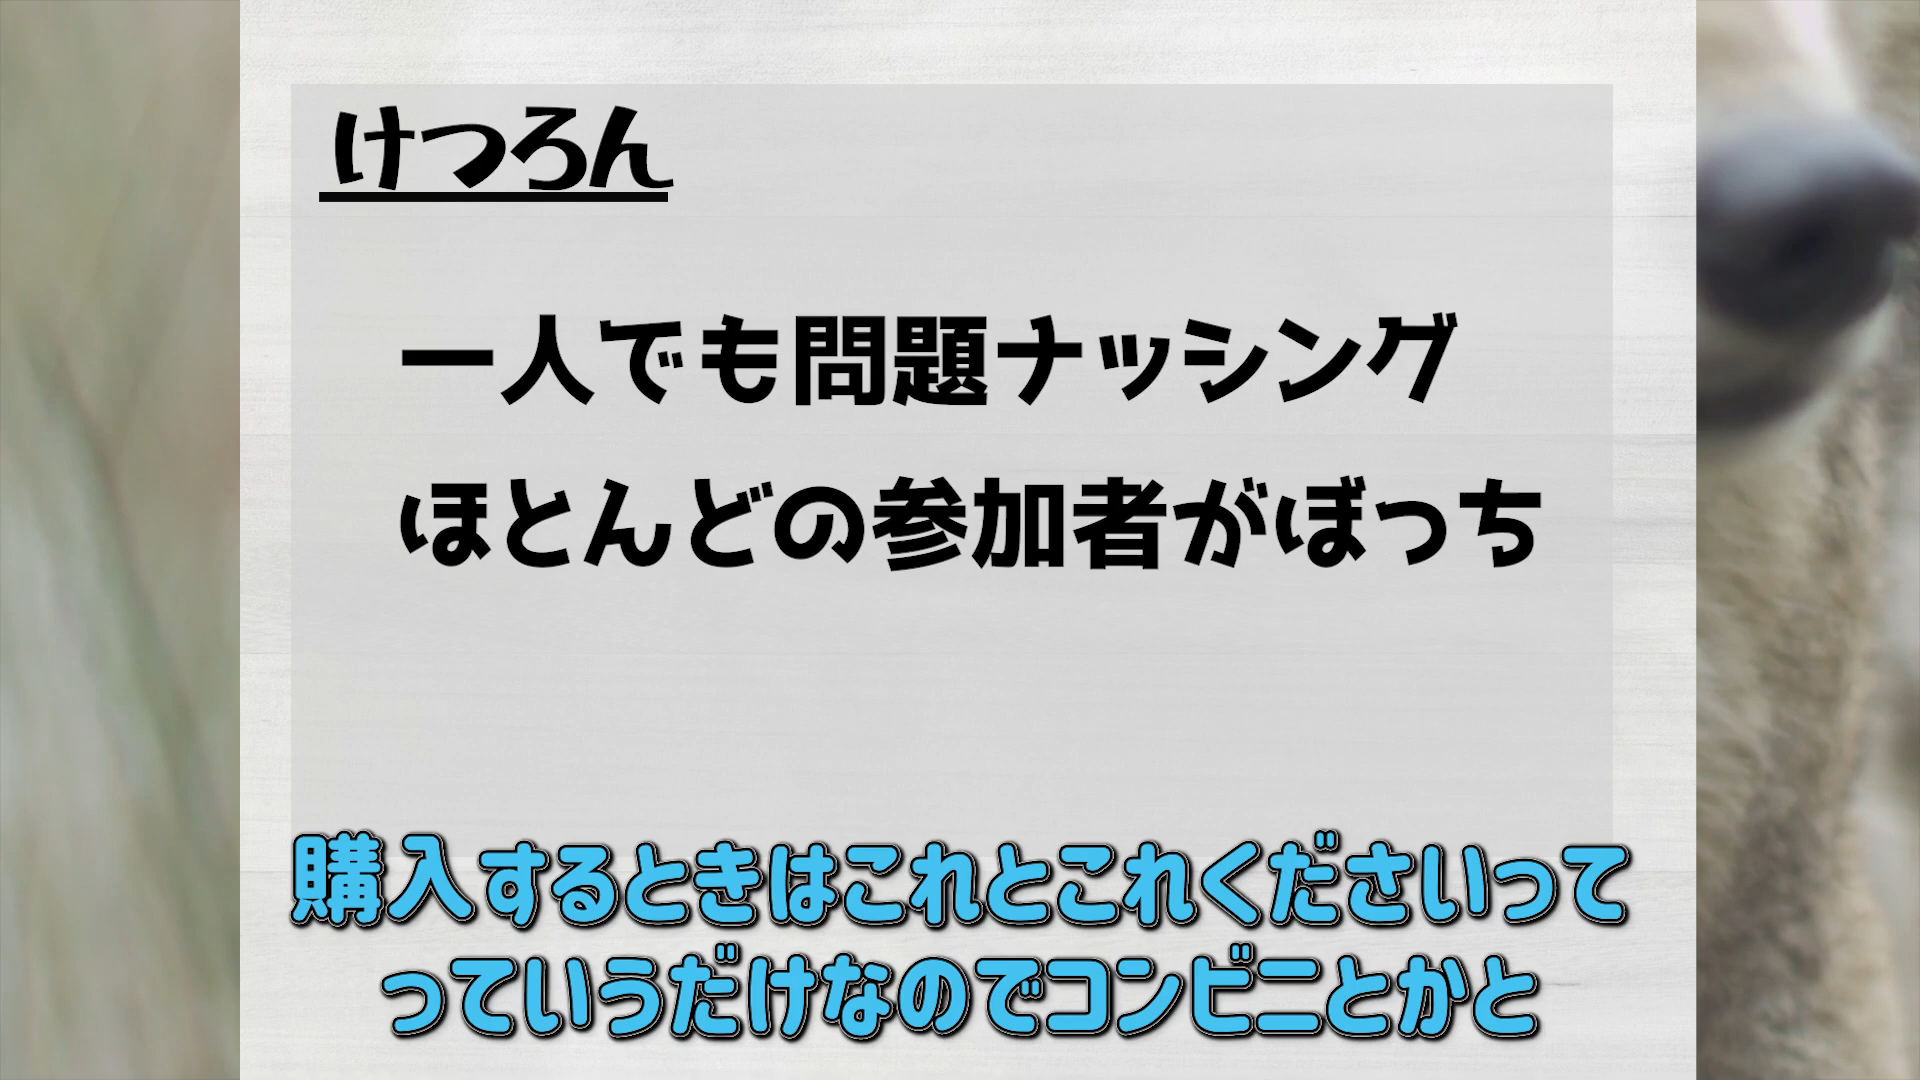 けつろん
一人でも問題ナッシング
ほとんどの参加者がぼっち
購入するときはこれとこれくださいって
っていうだけなのでコンビニとかと